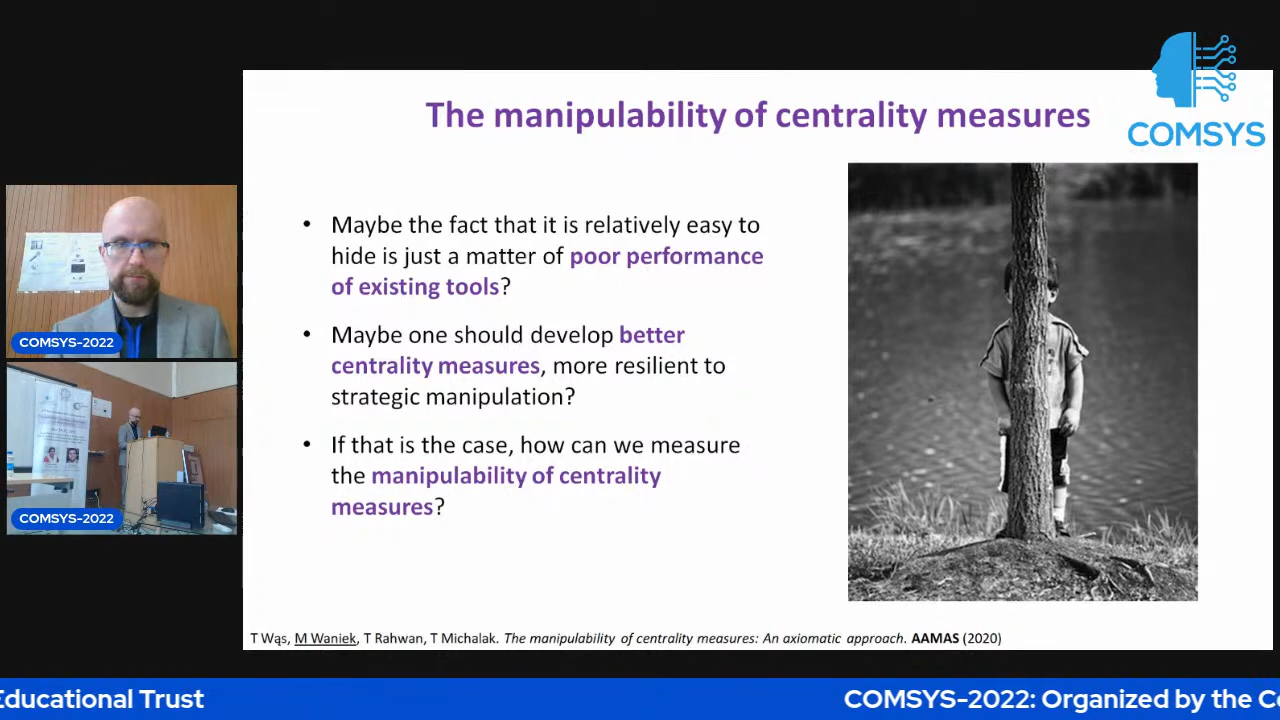 The manipulability of centrality measures
COMSYS
• Maybe the fact that it is relatively easy to
hide is just a matter of poor performance
of existing tools?
• Maybe one should develop better
centrality measures, more resilient to
strategic manipulation?
• If that is the case, how can we measure
the manipulability of centrality
measures?
COMSYS-2022
COMSYS-2022
T Wąs, M Waniek, T Rahwan, T Michalak. The manipulability of centrality measures: An axiomatic approach. AAMAS (2020)
Educational Trust
COMSYS-2022: Organized by the Co